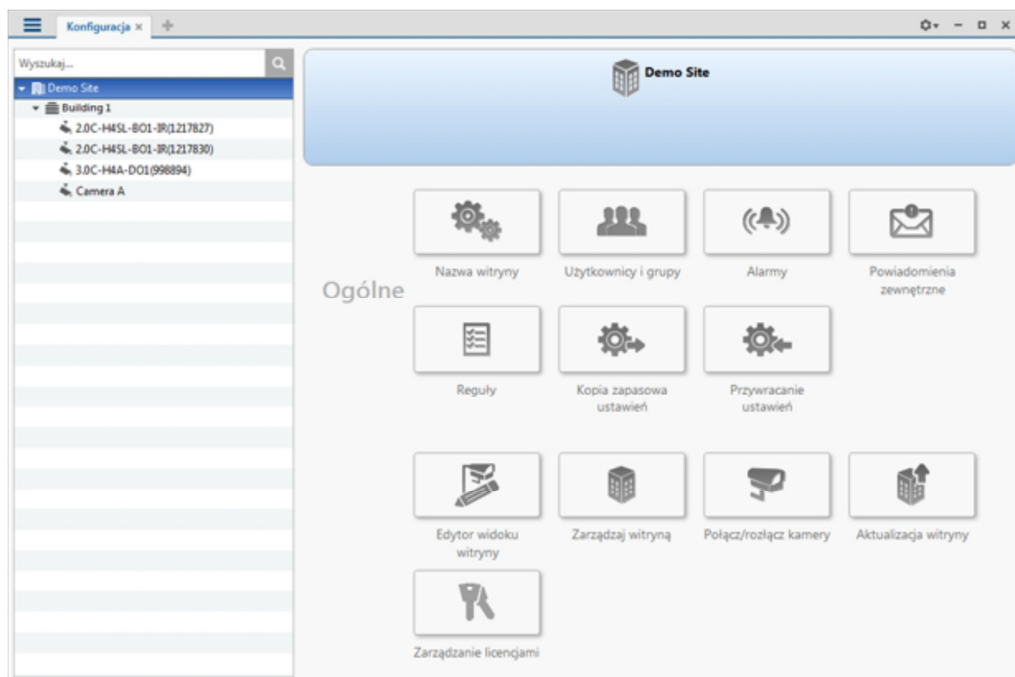 Konfiguracja
Wyszukaj...
Demo Site
Building 1
2.0C-H4SL-BO1-IR(1217827)
2.0C-H4SL-BO1-IR(1217830)
3.0C-H4A-DO1(998894)
Camera A
Demo Site
Ogólne
Nazwa witryny
Użytkownicy i grupy
Alarmy
Powiadomienia
zewnętrzne
Reguły
Kopia zapasowa
ustawień
Przywracanie
ustawień
Edytor widoku
witryny
Zarządzaj witryną
Połącz/rozłącz kamery
Aktualizacja witryny
Zarządzanie licencjami